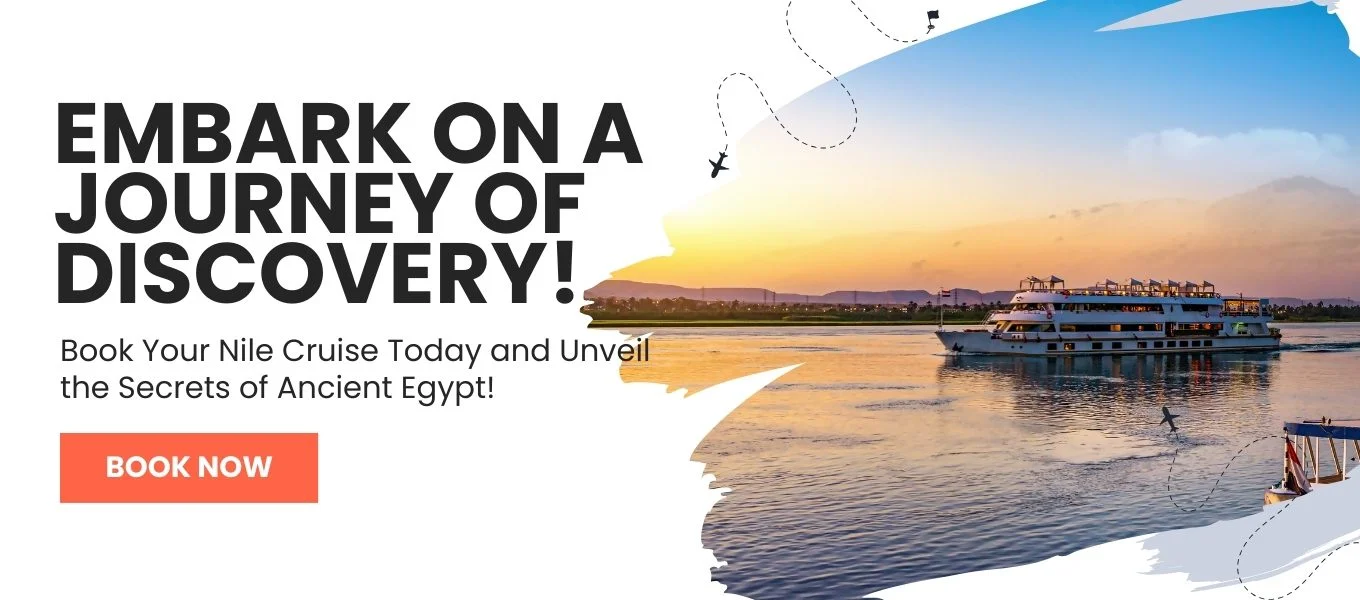 EMBARK ON A
JOURNEY OF
DISCOVERY!
Book Your Nile Cruise Today and Unveil
the Secrets of Ancient Egypt!
BOOK NOW